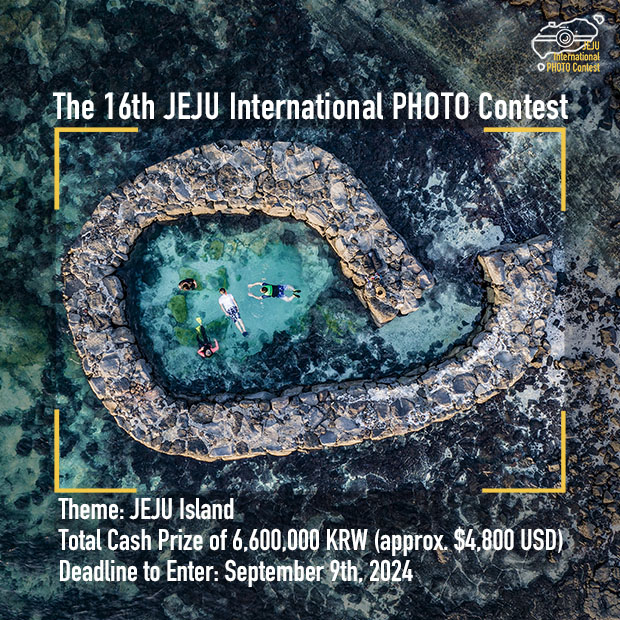 JEJU
International
PHOTO Contest
The 16th JEJU International PHOTO Contest
Theme: JEJU Island
Total Cash Prize of 6,600,000 KRW (approx. $4,800 USD)
Deadline to Enter: September 9th, 2024